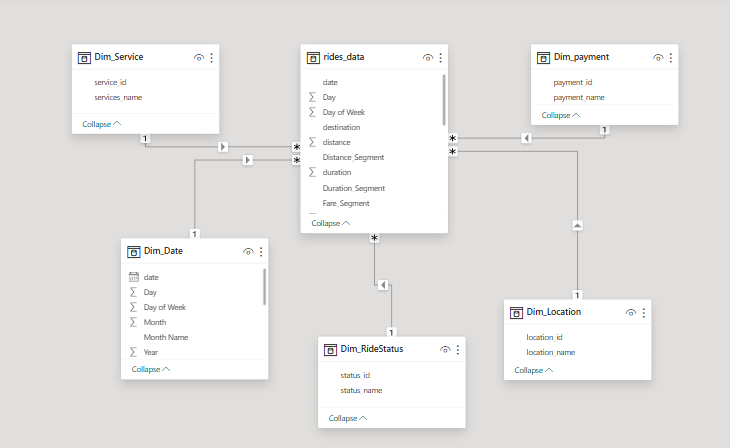 Dim_Service
service_id
services_name
Collapse
rides_data
date
Day
Day of Week
destination
distance
Distance_Segment
duration
Duration_Segment
Fare_Segment
Collapse
Dim_payment
payment_id
payment_name
Collapse
1
*
*
*
*
1
1
*
1
1
Dim_Date
date
Day
Day of Week
Month
Month Name
Year
Collapse
Dim_RideStatus
status_id
status_name
Collapse
Dim_Location
location_id
location_name
Collapse